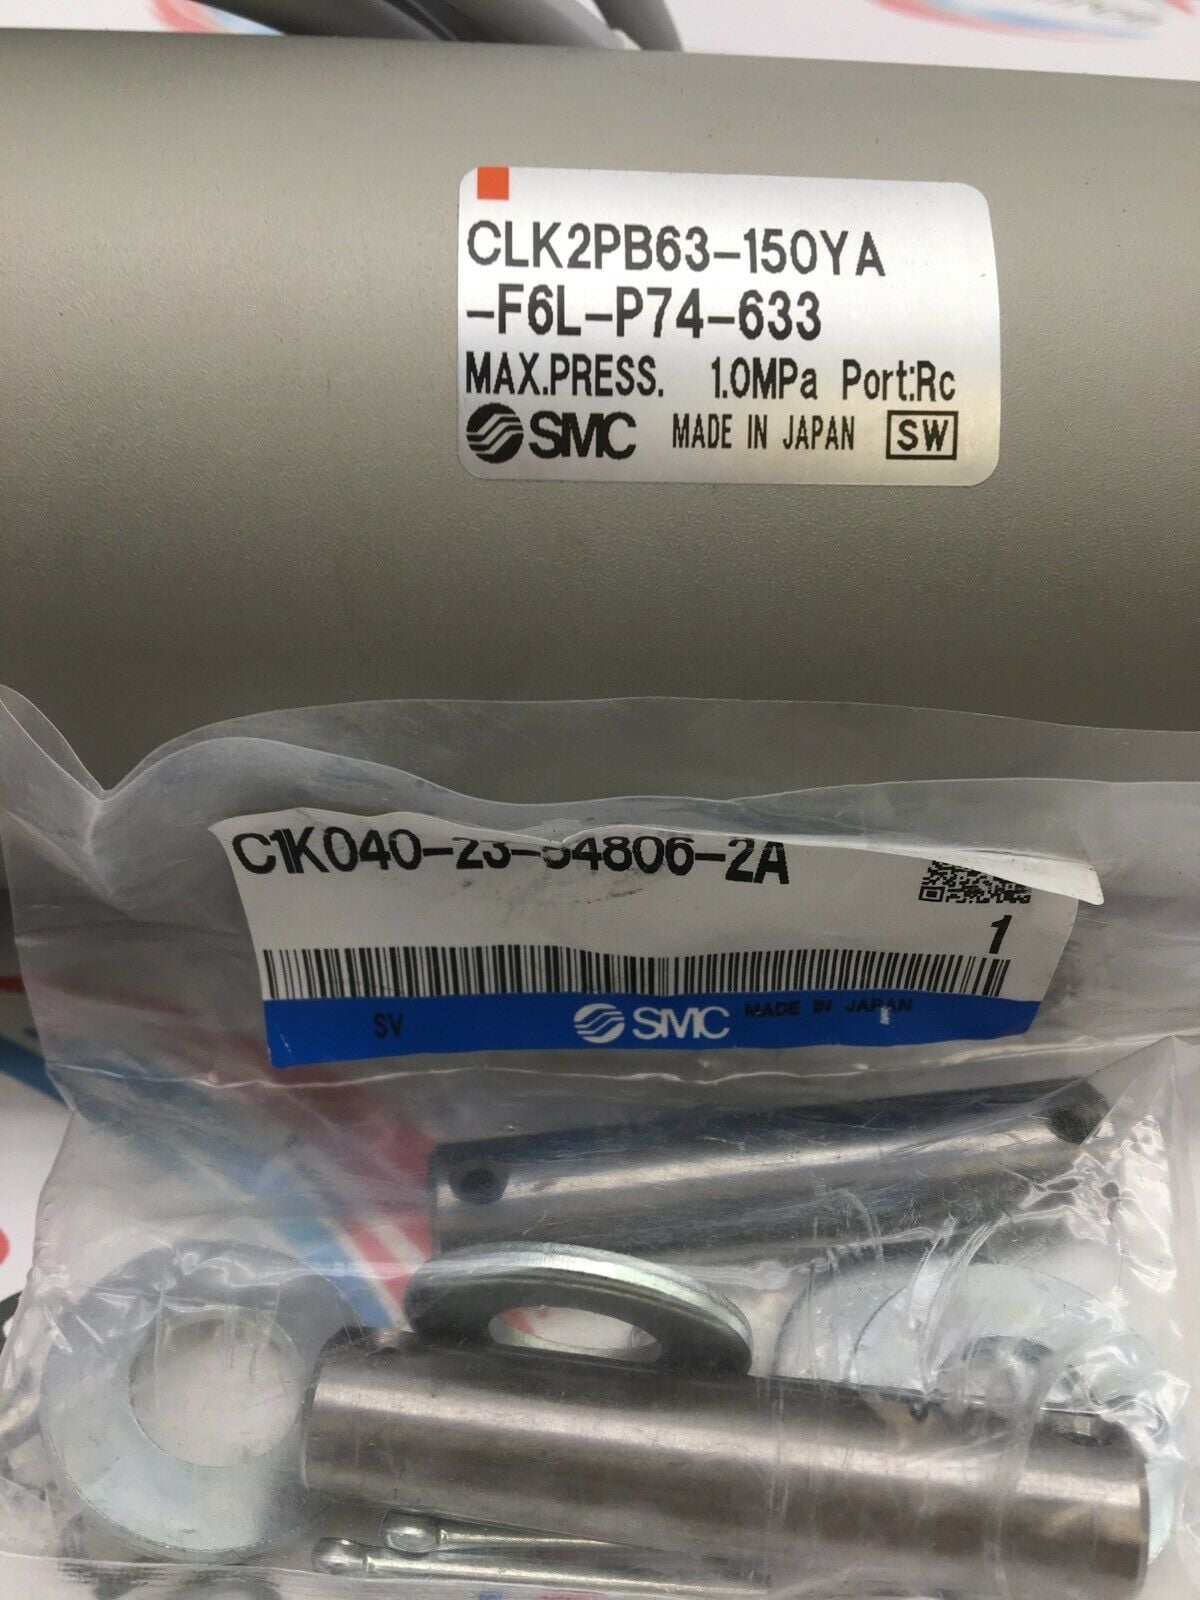 CLK2PB63-150YA
-F6L-P74-633
MAX.PRESS. 1.0MPa Port:Rc
SMC MADE IN JAPAN SW
C1K040-23-54806-2A
1
SV SMC MADE IN JAPAN